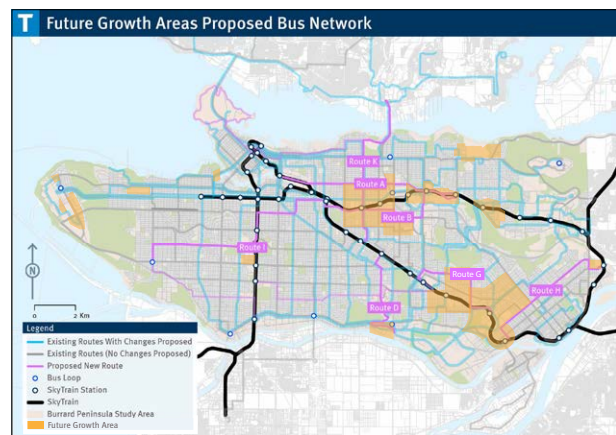 T Future Growth Areas Proposed Bus Network
Route K
Route A
Route B
Route I
Route G
Route H
Route D
N
0 2 Km
Legend
Existing Routes With Changes Proposed
Existing Routes (No Changes Proposed)
Proposed New Route
Bus Loop
SkyTrain Station
SkyTrain
Burrard Peninsula Study Area
Future Growth Area